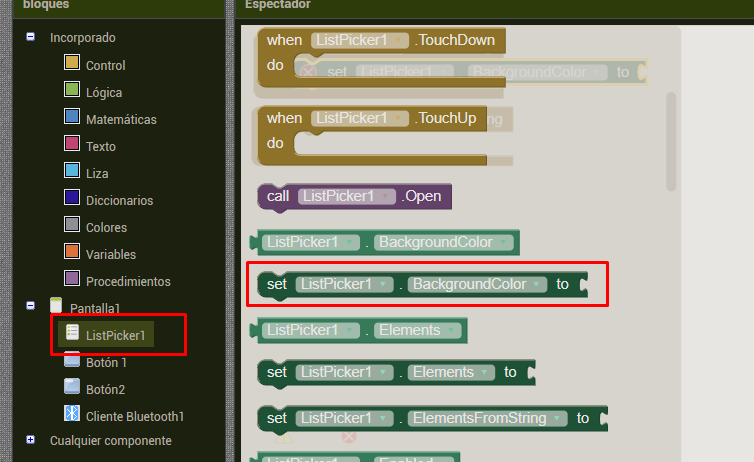 bloques
Espectador
Incorporado
Control
Lógica
Matemáticas
Texto
Liza
Diccionarios
Colores
Variables
Procedimientos
Pantalla1
ListPicker1
Botón 1
Botón2
Cliente Bluetooth1
Cualquier componente
when ListPicker1 .TouchDown
do
set ListPicker1 . BackgroundColor to
when ListPicker1 .TouchUp
do
call ListPicker1 .Open
ListPicker1 . BackgroundColor
set ListPicker1 . BackgroundColor to
ListPicker1 . Elements
set ListPicker1 . Elements to
set ListPicker1 . ElementsFromString to
ListPicker1 . Enabled